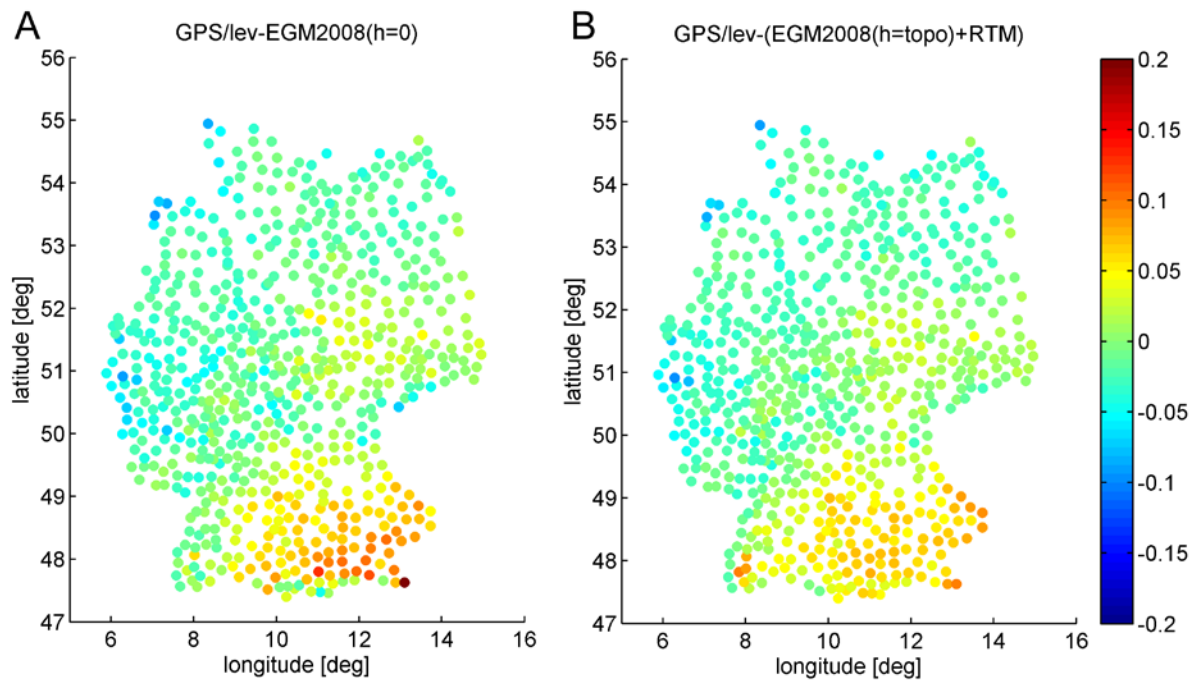 A
GPS/lev-EGM2008(h=0)
56
55
54
53
52
51
50
49
48
47
latitude [deg]
6 8 10 12 14 16
longitude [deg]
B
GPS/lev-(EGM2008(h=topo)+RTM)
56
55
54
53
52
51
50
49
48
47
latitude [deg]
6 8 10 12 14 16
longitude [deg]
0.2
0.15
0.1
0.05
0
-0.05
-0.1
-0.15
-0.2